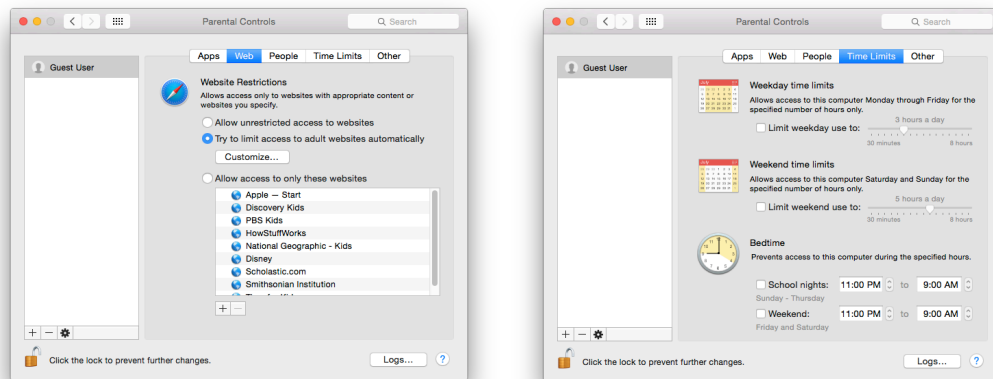 Parental Controls
Search
Guest User
Apps Web People Time Limits Other
Website Restrictions
Allows access only to websites with appropriate content or
websites you specify.
Allow unrestricted access to websites
Try to limit access to adult websites automatically
Customize...
Allow access to only these websites
Apple — Start
Discovery Kids
PBS Kids
HowStuffWorks
National Geographic - Kids
Disney
Scholastic.com
Smithsonian Institution
Click the lock to prevent further changes.
Logs...
?
Parental Controls
Search
Guest User
Apps Web People Time Limits Other
Weekday time limits
Allows access to this computer Monday through Friday for the
specified number of hours only.
3 hours a day
Limit weekday use to:
30 minutes 8 hours
Weekend time limits
Allows access to this computer Saturday and Sunday for the
specified number of hours only.
5 hours a day
Limit weekend use to:
30 minutes 8 hours
Bedtime
Prevents access to this computer during the specified hours.
School nights: 11:00 PM to 9:00 AM
Sunday - Thursday
Weekend: 11:00 PM to 9:00 AM
Friday and Saturday
Click the lock to prevent further changes.
Logs...
?